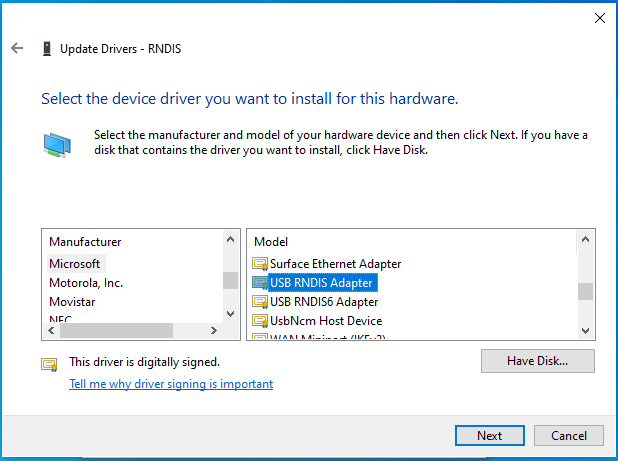 Update Drivers - RNDIS
Select the device driver you want to install for this hardware.
Select the manufacturer and model of your hardware device and then click Next. If you have a
disk that contains the driver you want to install, click Have Disk.
Manufacturer
Microsoft
Motorola, Inc.
Movistar
NEC
Model
Surface Ethernet Adapter
USB RNDIS Adapter
USB RNDIS6 Adapter
UsbNcm Host Device
WAN Miniport (IKEv2)
This driver is digitally signed.
Tell me why driver signing is important
Have Disk...
Next
Cancel